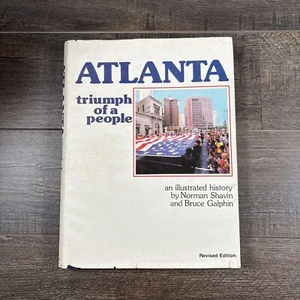 ATLANTA
triumph
of a
people
an illustrated history
by Norman Shavin
and Bruce Galphin
Revised Edition